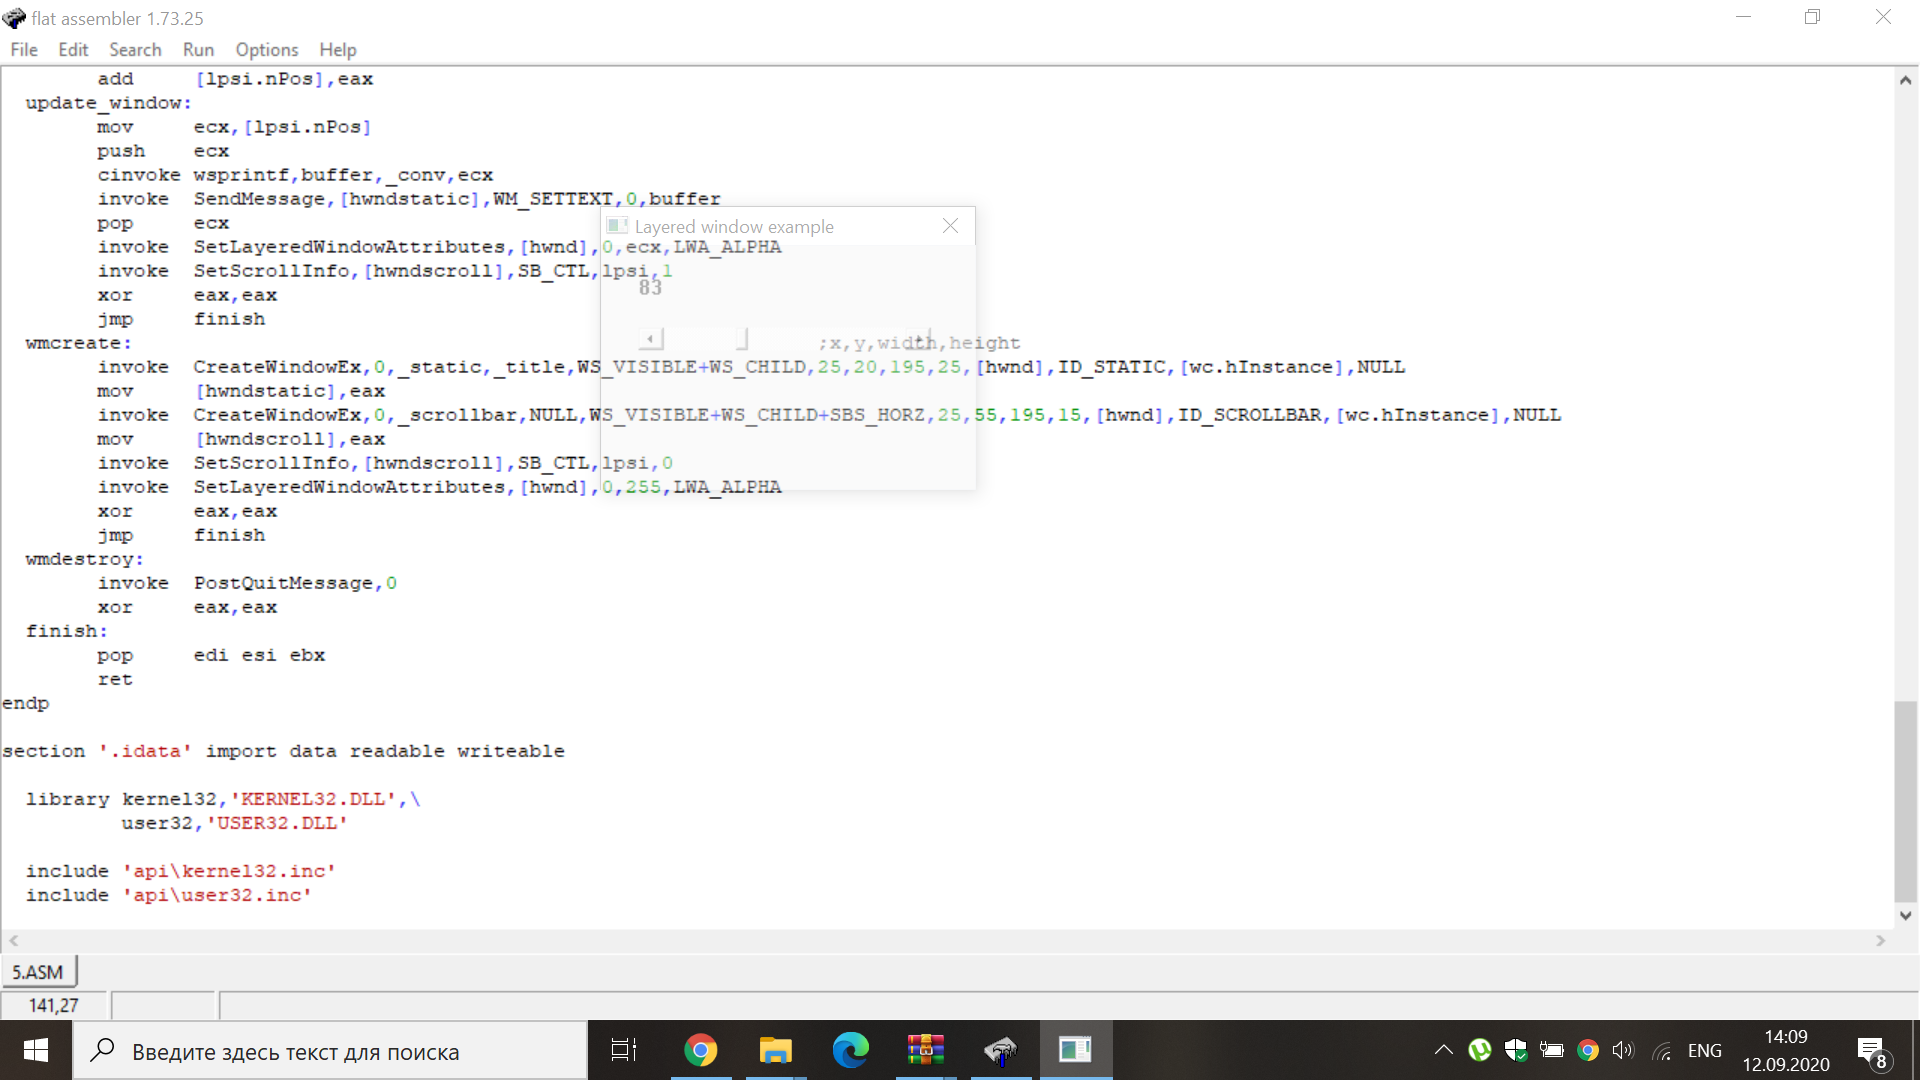 flat assembler 1.73.25
File Edit Search Run Options Help
add [lpsi.nPos],eax
update_window:
mov ecx,[lpsi.nPos]
push ecx
cinvoke wsprintf,buffer,_conv,ecx
invoke SendMessage,[hwndstatic],WM_SETTEXT,0,buffer
pop ecx
invoke SetLayeredWindowAttributes,[hwnd],0,ecx,LWA_ALPHA
invoke SetScrollInfo,[hwndscroll],SB_CTL,lpsi,1
xor eax,eax
jmp finish
wmcreate:
;x,y,width,height
invoke CreateWindowEx,0,_static,_title,WS_VISIBLE+WS_CHILD,25,20,195,25,[hwnd],ID_STATIC,[wc.hInstance],NULL
mov [hwndstatic],eax
invoke CreateWindowEx,0,_scrollbar,NULL,WS_VISIBLE+WS_CHILD+SBS_HORZ,25,55,195,15,[hwnd],ID_SCROLLBAR,[wc.hInstance],NULL
mov [hwndscroll],eax
invoke SetScrollInfo,[hwndscroll],SB_CTL,lpsi,0
invoke SetLayeredWindowAttributes,[hwnd],0,255,LWA_ALPHA
xor eax,eax
jmp finish
wmdestroy:
invoke PostQuitMessage,0
xor eax,eax
finish:
pop edi esi ebx
ret
endp
section '.idata' import data readable writeable
library kernel32,'KERNEL32.DLL',\
user32,'USER32.DLL'
include 'api\kernel32.inc'
include 'api\user32.inc'
Layered window example
83
5.ASM
141,27
Введите здесь текст для поиска
ENG
14:09
12.09.2020
8